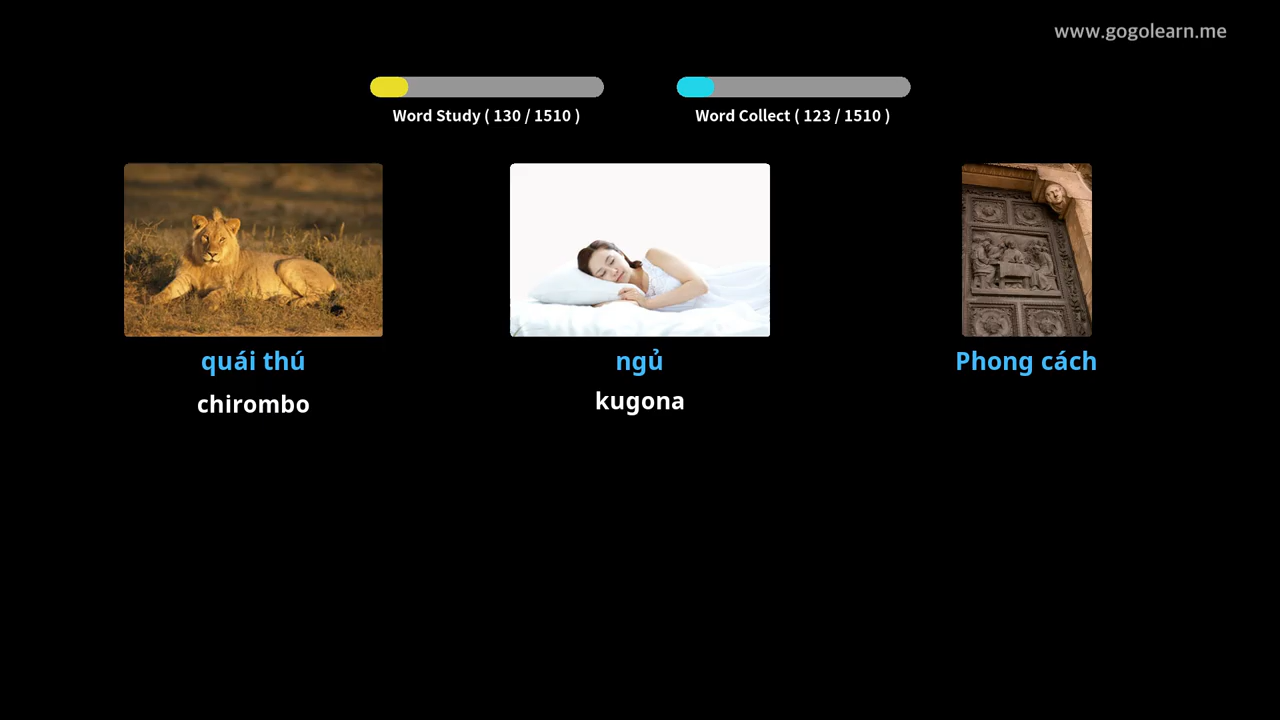 www.gogolearn.me
Word Study ( 130 / 1510 )
Word Collect ( 123 / 1510 )
quái thú
chirombo
ngủ
kugona
Phong cách